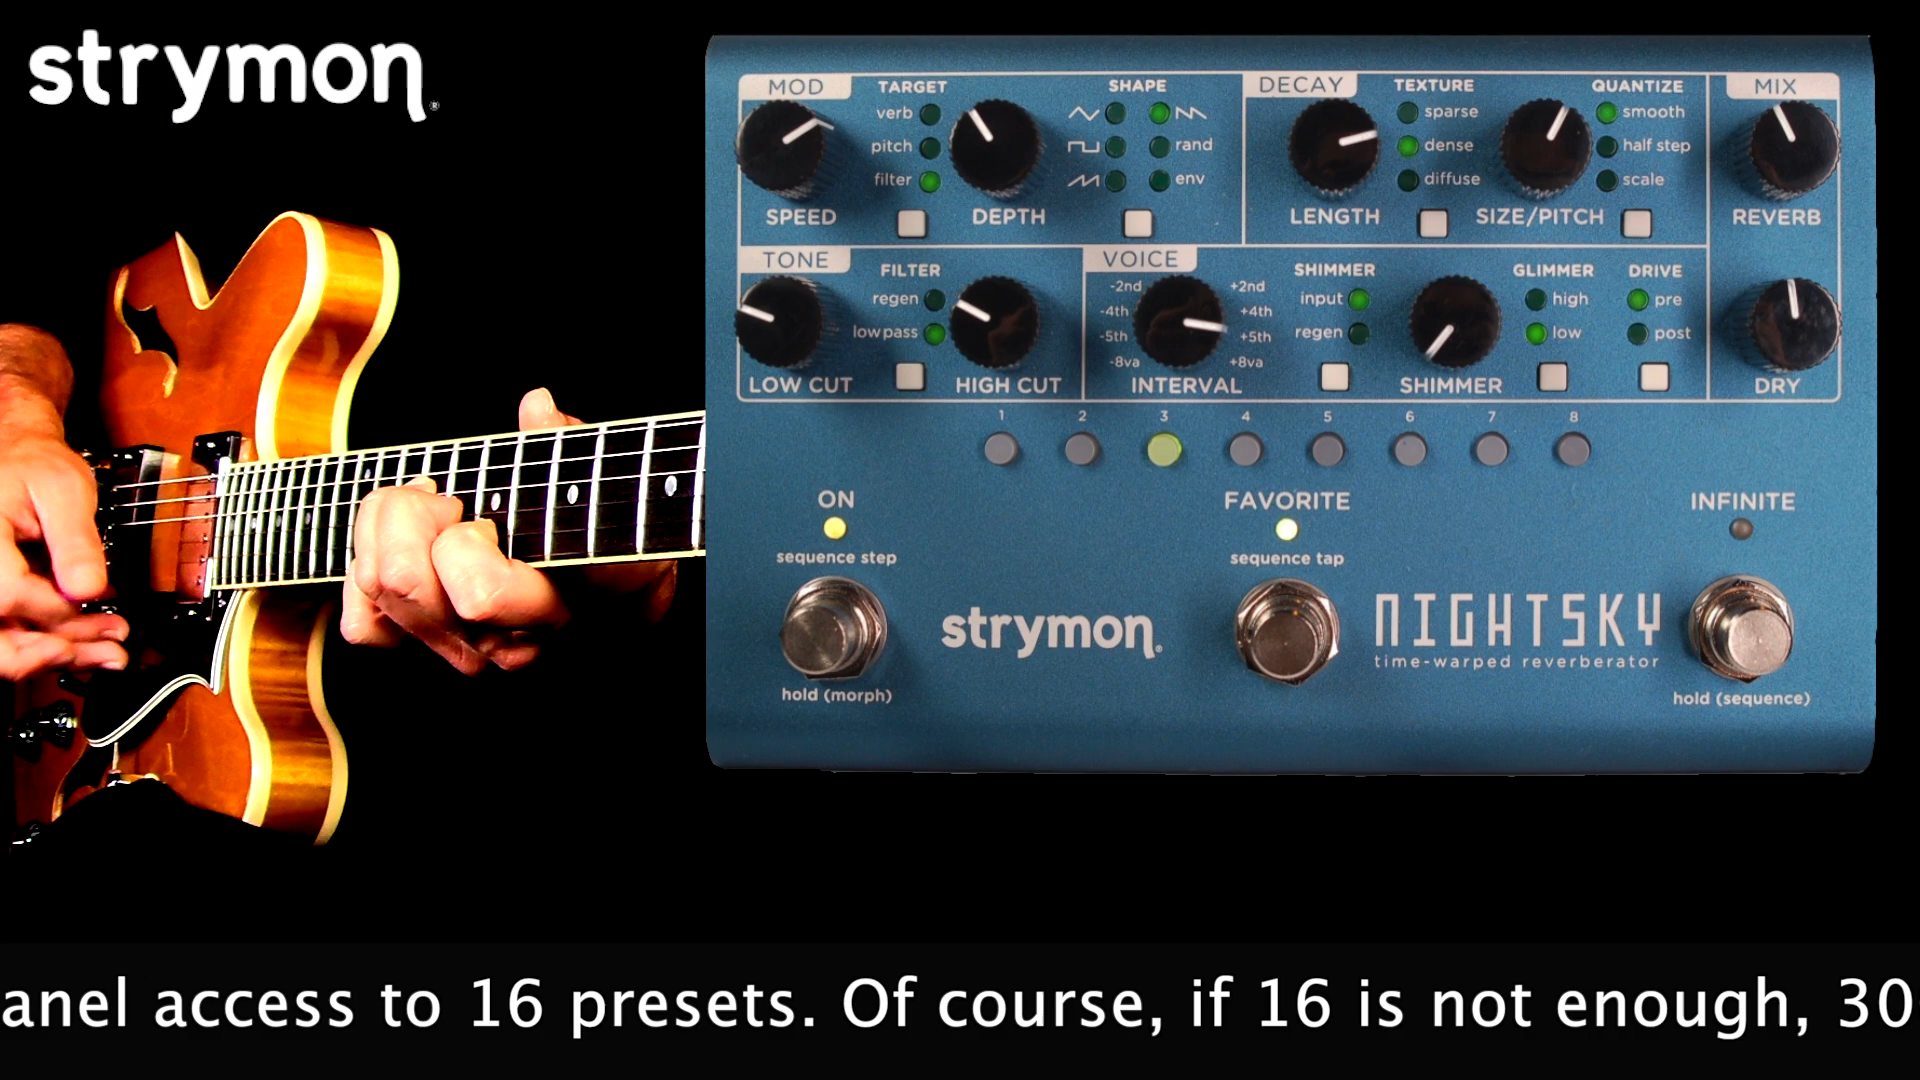 strymon®
MOD TARGET SHAPE DECAY TEXTURE QUANTIZE MIX
verb sparse smooth
pitch rand dense half step
filter env diffuse scale
SPEED DEPTH LENGTH SIZE/PITCH REVERB
TONE FILTER VOICE SHIMMER GLIMMER DRIVE
-2nd +2nd
regen -4th +4th input high pre
low pass -5th +5th regen low post
-8va +8va
LOW CUT HIGH CUT INTERVAL SHIMMER DRY
1 2 3 4 5 6 7 8
ON FAVORITE INFINITE
sequence step sequence tap
strymon® NIGHTSKY
time-warped reverberator
hold (morph) hold (sequence)
anel access to 16 presets. Of course, if 16 is not enough, 30